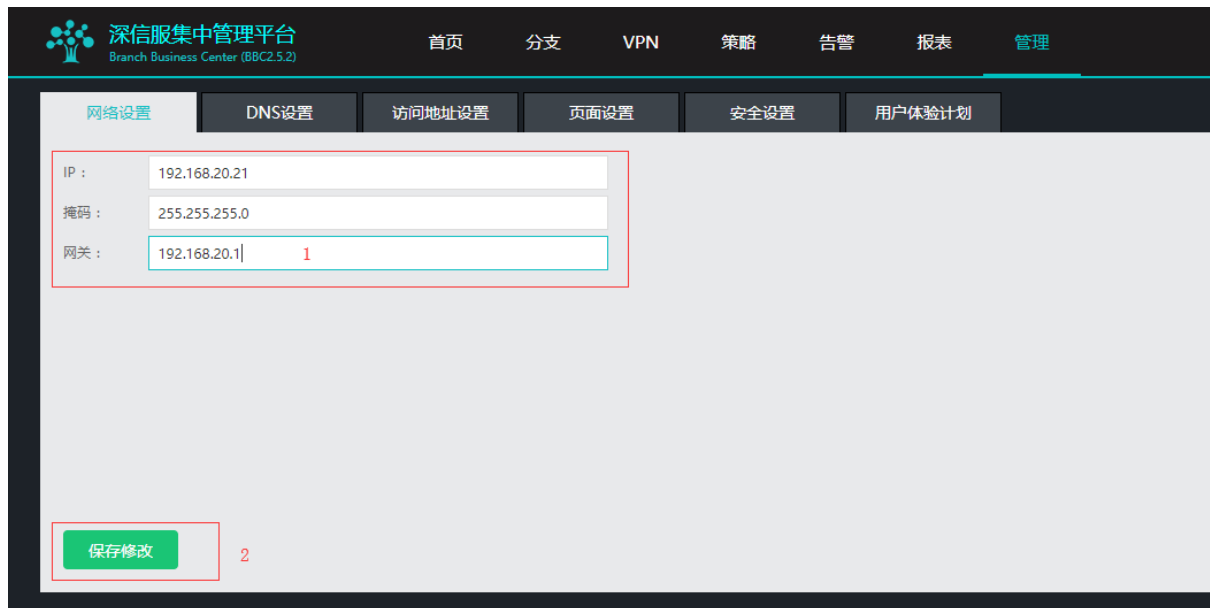 深信服集中管理平台
Branch Business Center (BBC2.5.2)
首页 分支 VPN 策略 告警 报表 管理
网络设置 DNS设置 访问地址设置 页面设置 安全设置 用户体验计划
IP： 192.168.20.21
掩码： 255.255.255.0
网关： 192.168.20.1 1
保存修改 2